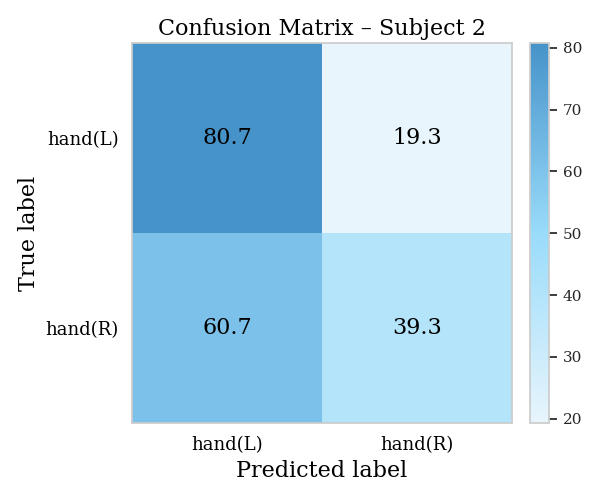 Confusion Matrix – Subject 2
True label
hand(L)
80.7
19.3
hand(R)
60.7
39.3
hand(L)
hand(R)
Predicted label
80
70
60
50
40
30
20